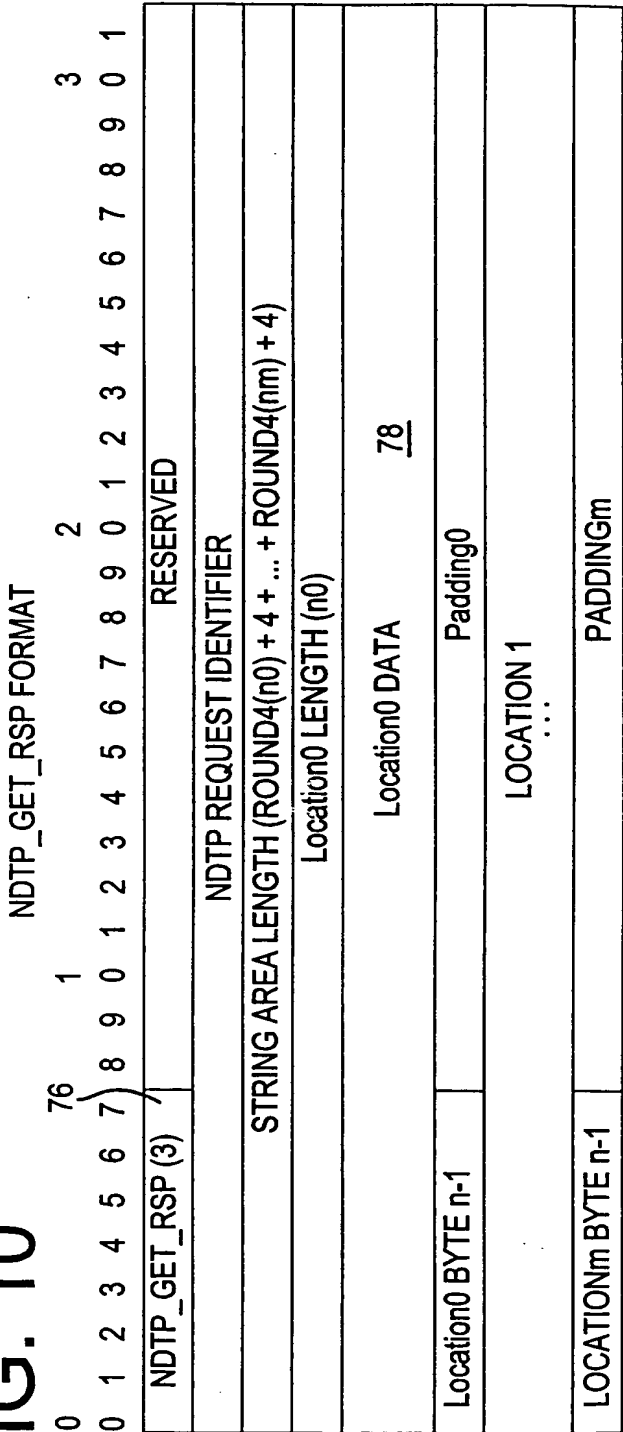 IG. 10
NDTP_GET_RSP FORMAT
0 76 1 2 3
0 1 2 3 4 5 6 7 8 9 0 1 2 3 4 5 6 7 8 9 0 1 2 3 4 5 6 7 8 9 0 1
NDTP_GET_RSP (3) RESERVED
NDTP REQUEST IDENTIFIER
STRING AREA LENGTH (ROUND4(n0) + 4 + ... + ROUND4(nm) + 4)
Location0 LENGTH (n0)
Location0 DATA 78
Location0 BYTE n-1 Padding0
LOCATION 1
...
LOCATIONm BYTE n-1 PADDINGm